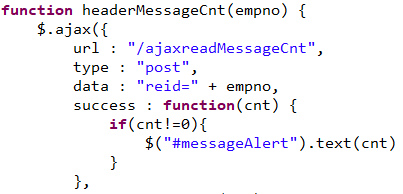 function headerMessageCnt(empno) {
    $.ajax({
        url : "/ajaxreadMessageCnt",
        type : "post",
        data : "reid=" + empno,
        success : function(cnt) {
            if(cnt!=0){
                $("#messageAlert").text(cnt)
            }
        },